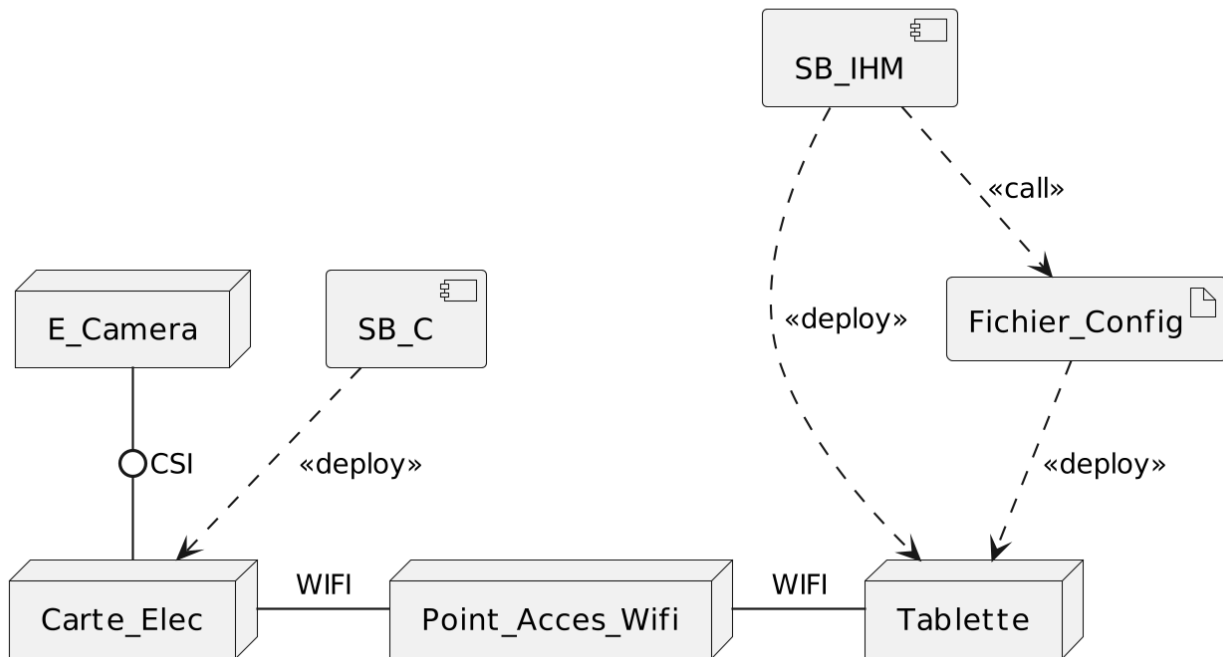 SB_IHM
«call»
E_Camera
SB_C
«deploy»
Fichier_Config
CSI
«deploy»
«deploy»
WIFI
WIFI
Carte_Elec
Point_Acces_Wifi
Tablette